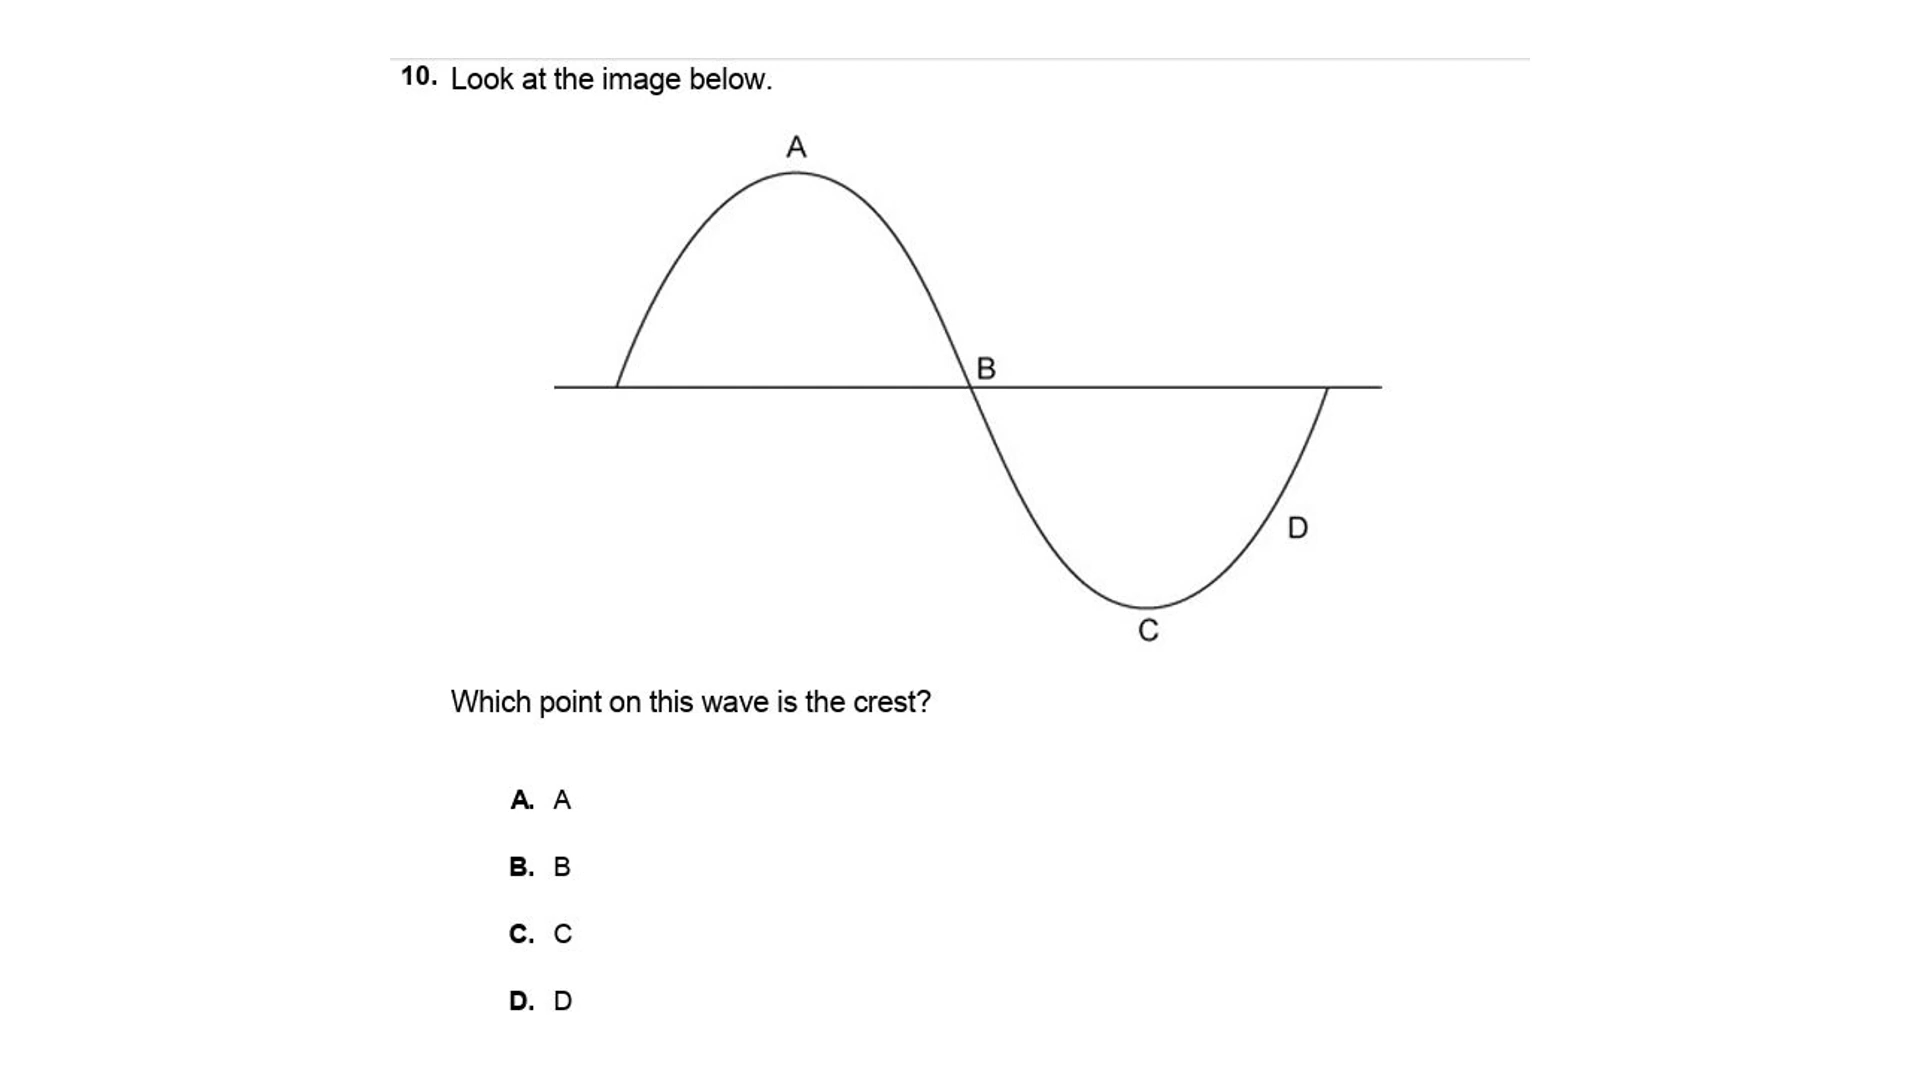 10. Look at the image below.
A
B
D
C
Which point on this wave is the crest?
A. A
B. B
C. C
D. D